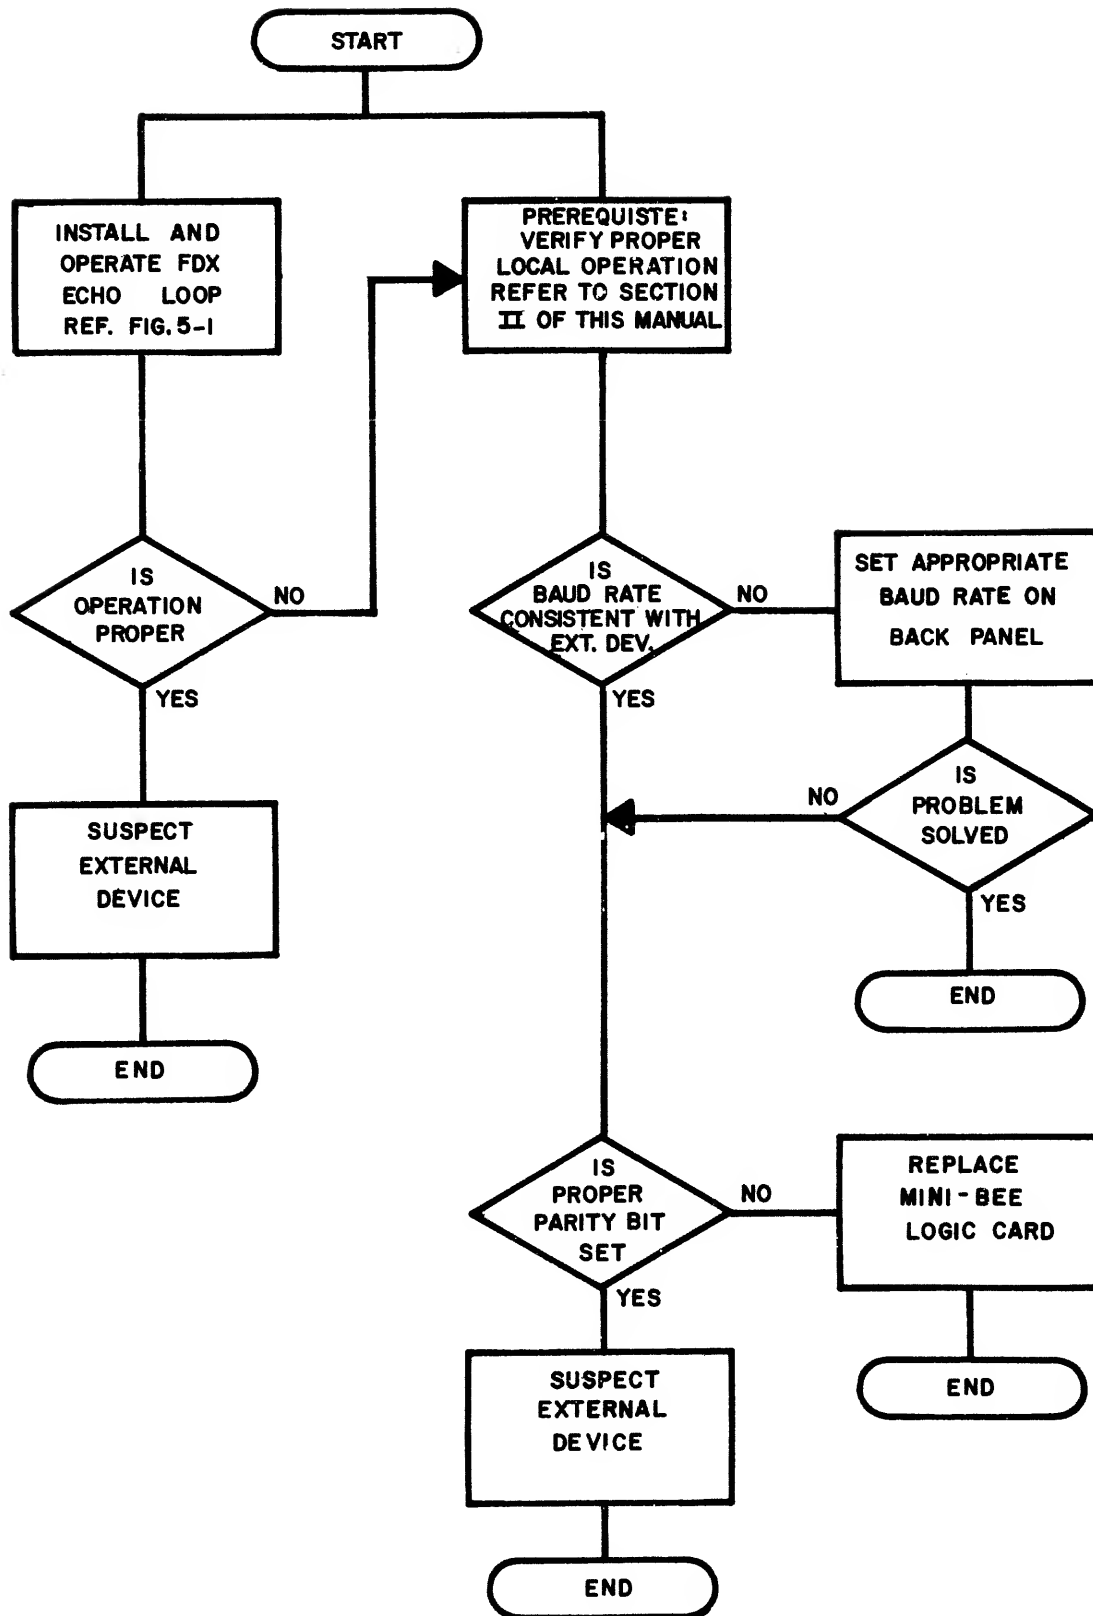 START
INSTALL AND
OPERATE FDX
ECHO LOOP
REF. FIG. 5-1
PREREQUISTE:
VERIFY PROPER
LOCAL OPERATION
REFER TO SECTION
II OF THIS MANUAL
IS
OPERATION
PROPER
NO
YES
SUSPECT
EXTERNAL
DEVICE
END
IS
BAUD RATE
CONSISTENT WITH
EXT. DEV.
NO
YES
SET APPROPRIATE
BAUD RATE ON
BACK PANEL
IS
PROBLEM
SOLVED
NO
YES
END
IS
PROPER
PARITY BIT
SET
NO
YES
REPLACE
MINI-BEE
LOGIC CARD
END
SUSPECT
EXTERNAL
DEVICE
END